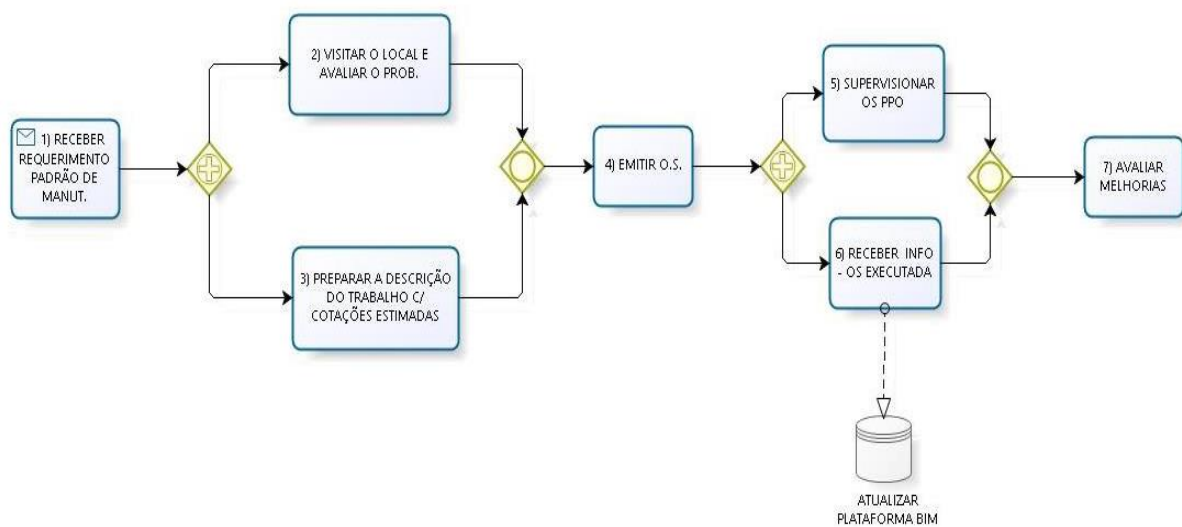 1) RECEBER
REQUERIMENTO
PADRÃO DE
MANUT.
2) VISITAR O LOCAL E
AVALIAR O PROB.
3) PREPARAR A DESCRIÇÃO
DO TRABALHO C/
COTAÇÕES ESTIMADAS
4) EMITIR O.S.
5) SUPERVISIONAR
OS PPO
6) RECEBER INFO
- OS EXECUTADA
7) AVALIAR
MELHORIAS
ATUALIZAR
PLATAFORMA BIM